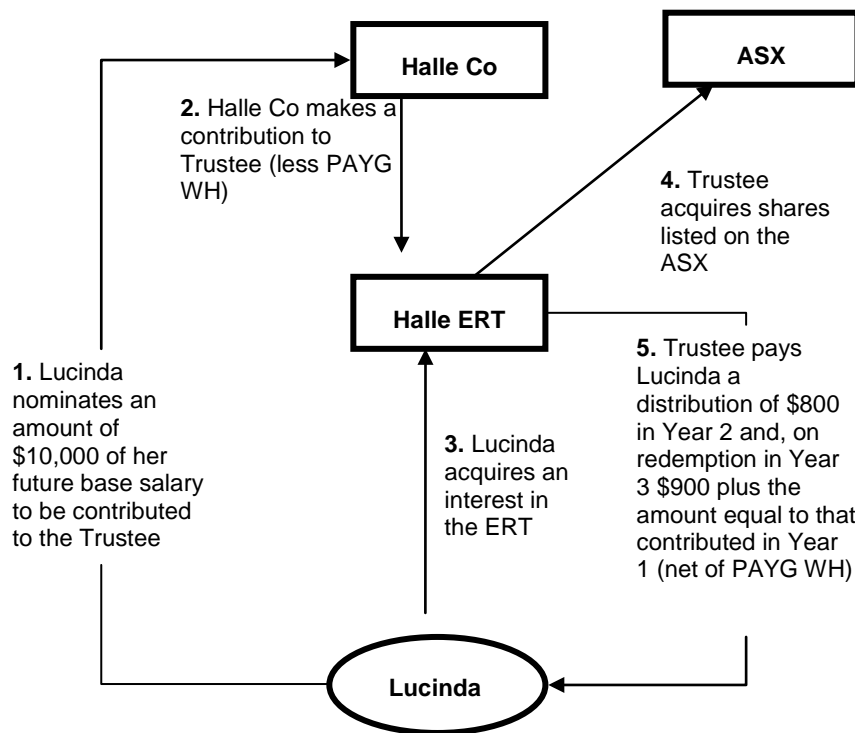 Halle Co
ASX
2. Halle Co makes a
contribution to
Trustee (less PAYG
WH)
4. Trustee
acquires shares
listed on the
ASX
Halle ERT
1. Lucinda
nominates an
amount of
$10,000 of her
future base salary
to be contributed
to the Trustee
3. Lucinda
acquires an
interest in
the ERT
5. Trustee pays
Lucinda a
distribution of $800
in Year 2 and, on
redemption in Year
3 $900 plus the
amount equal to that
contributed in Year
1 (net of PAYG WH)
Lucinda